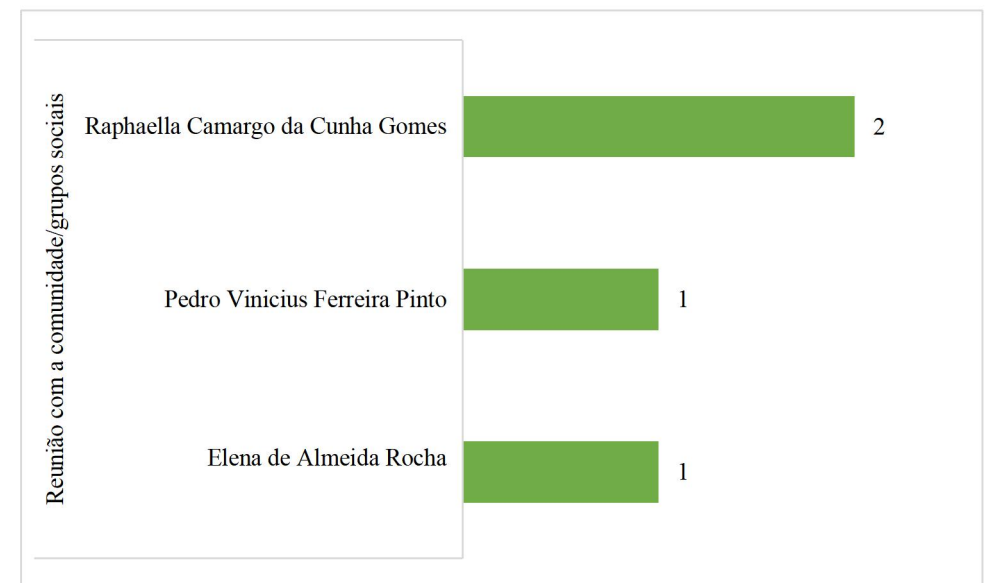 Reunião com a comunidade/grupos sociais
Raphaella Camargo da Cunha Gomes
2
Pedro Vinicius Ferreira Pinto
1
Elena de Almeida Rocha
1